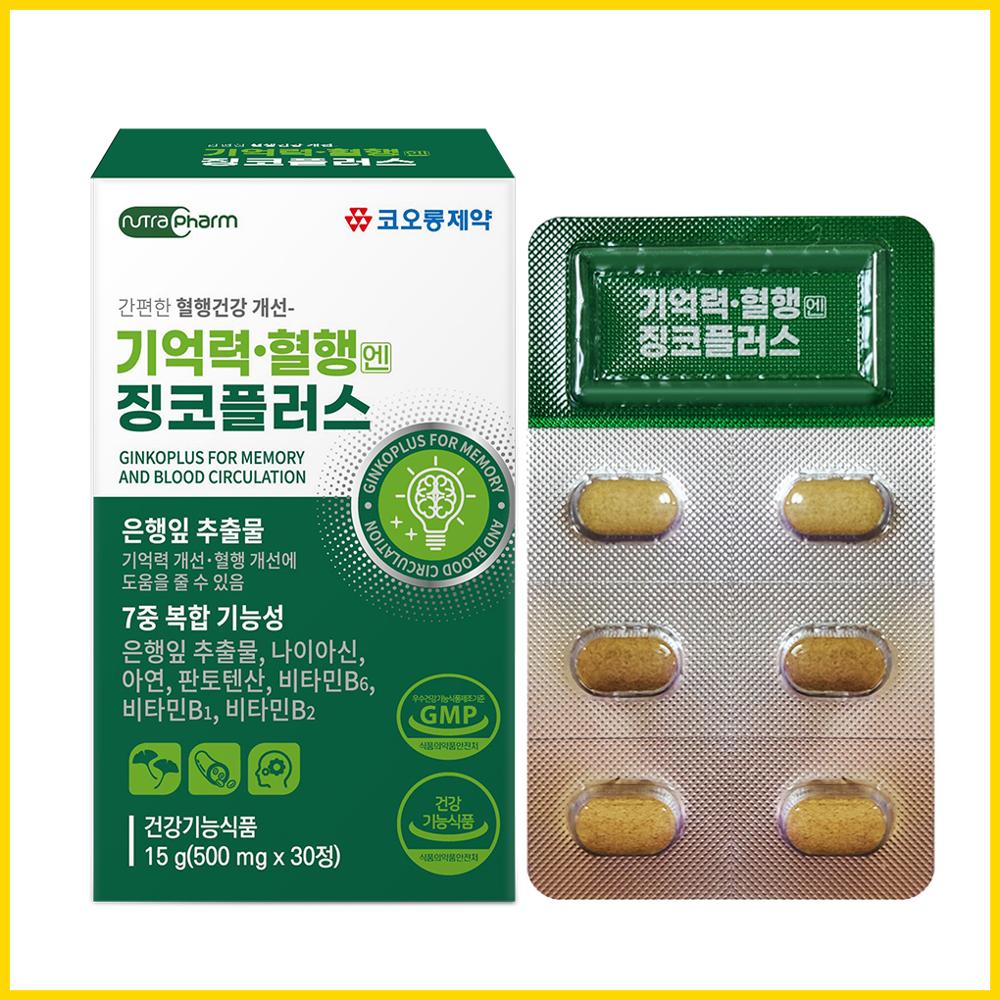 간편한 혈행건강 개선
기억력·혈행엔
징코플러스
nutraPharm
코오롱제약
간편한 혈행건강 개선-
기억력·혈행엔
징코플러스
GINKOPLUS FOR MEMORY
AND BLOOD CIRCULATION
GINKOPLUS FOR MEMORY • AND BLOOD CIRCULATION •
은행잎 추출물
기억력 개선·혈행 개선에
도움을 줄 수 있음
7중 복합 기능성
은행잎 추출물, 나이아신,
아연, 판토텐산, 비타민B6,
비타민B1, 비타민B2
우수건강기능식품제조기준
GMP
식품의약품안전처
건강
기능식품
식품의약품안전처
건강기능식품
15 g(500 mg x 30정)
기억력·혈행엔
징코플러스